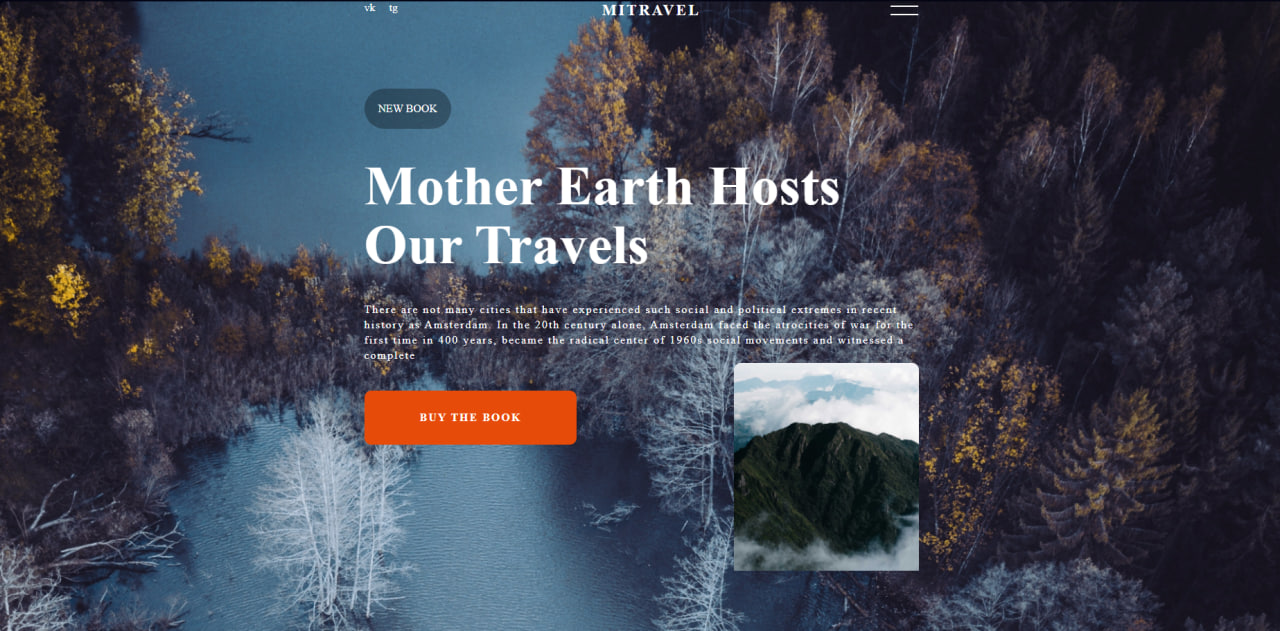 vk tg MITRAVEL
NEW BOOK
Mother Earth Hosts
Our Travels
There are not many cities that have experienced such social and political extremes in recent
history as Amsterdam. In the 20th century alone, Amsterdam faced the atrocities of war for the
first time in 400 years, became the radical center of 1960s social movements and witnessed a
complete
BUY THE BOOK